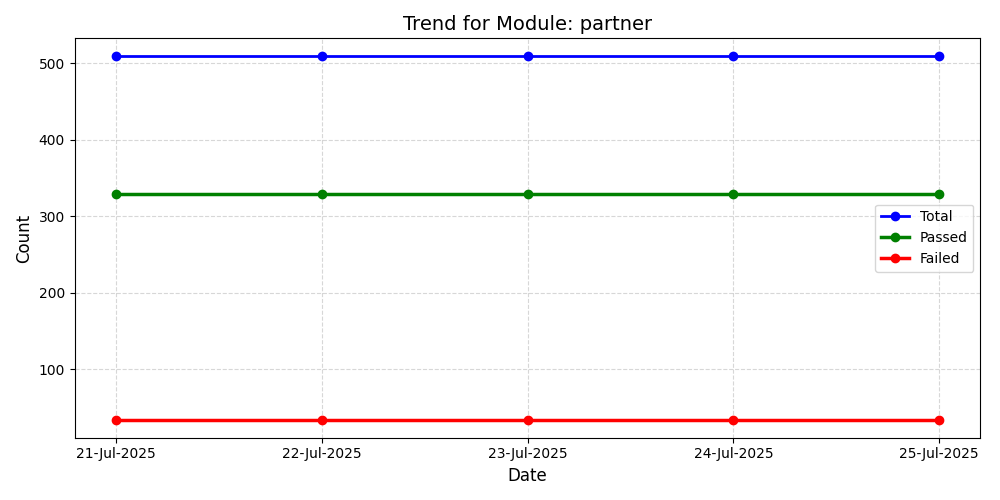 Trend for Module: partner
Count
500
400
300
200
100
Total
Passed
Failed
21-Jul-2025
22-Jul-2025
23-Jul-2025
24-Jul-2025
25-Jul-2025
Date